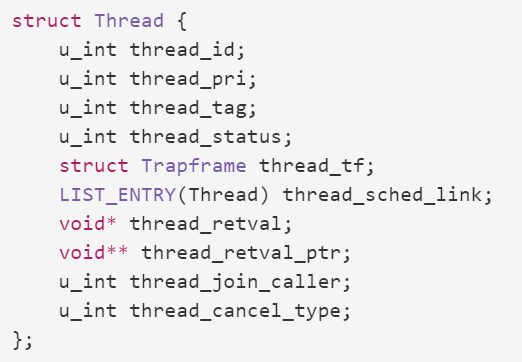 struct Thread {
    u_int thread_id;
    u_int thread_pri;
    u_int thread_tag;
    u_int thread_status;
    struct Trapframe thread_tf;
    LIST_ENTRY(Thread) thread_sched_link;
    void* thread_retval;
    void** thread_retval_ptr;
    u_int thread_join_caller;
    u_int thread_cancel_type;
};